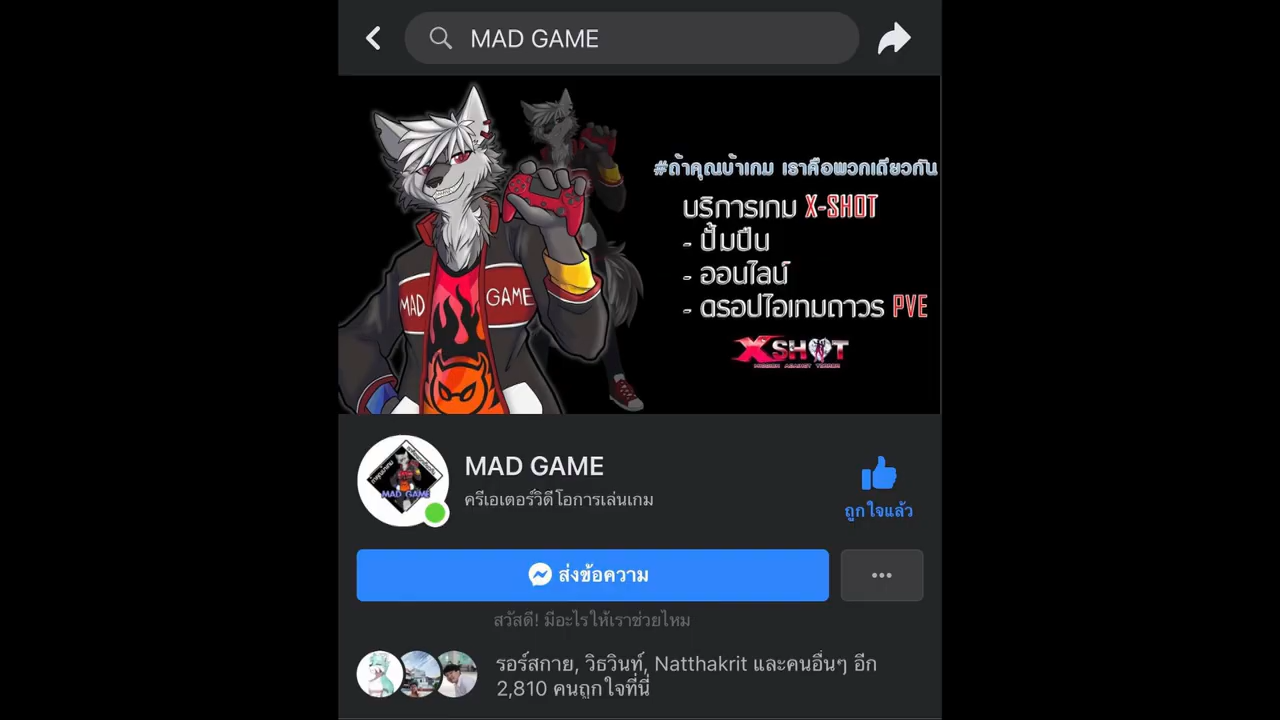 MAD GAME
#ถ้าคุณบ้าเกม เราคือพวกเดียวกัน
บริการเกม X-SHOT
- ปั้มปืน
- ออนไลน์
- ดรอปไอเทมถาวร PVE
MAD GAME
XSHOT
MISSION AGAINST TERROR
MAD GAME
MAD GAME
ครีเอเตอร์วิดีโอการเล่นเกม
ถูกใจแล้ว
ส่งข้อความ
สวัสดี! มีอะไรให้เราช่วยไหม
รอร์สกาย, วิธวินท์, Natthakrit และคนอื่นๆ อีก
2,810 คนถูกใจที่นี่